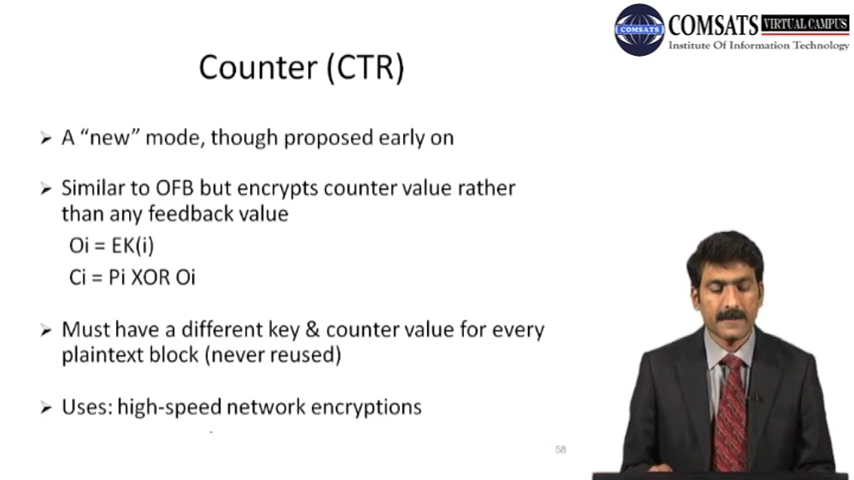 COMSATS VIRTUAL CAMPUS
COMSATS
Institute Of Information Technology
Counter (CTR)
➢ A “new” mode, though proposed early on
➢ Similar to OFB but encrypts counter value rather
than any feedback value
Oi = EK(i)
Ci = Pi XOR Oi
➢ Must have a different key & counter value for every
plaintext block (never reused)
➢ Uses: high-speed network encryptions
58